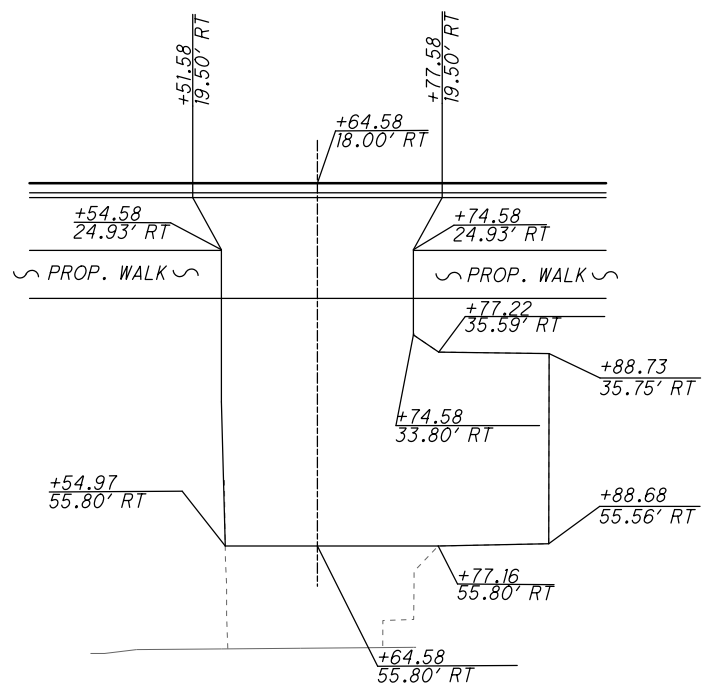 +51.58
19.50' RT
+77.58
19.50' RT
+64.58
18.00' RT
+54.58
24.93' RT
+74.58
24.93' RT
PROP. WALK
PROP. WALK
+77.22
35.59' RT
+88.73
35.75' RT
+74.58
33.80' RT
+54.97
55.80' RT
+88.68
55.56' RT
+77.16
55.80' RT
+64.58
55.80' RT